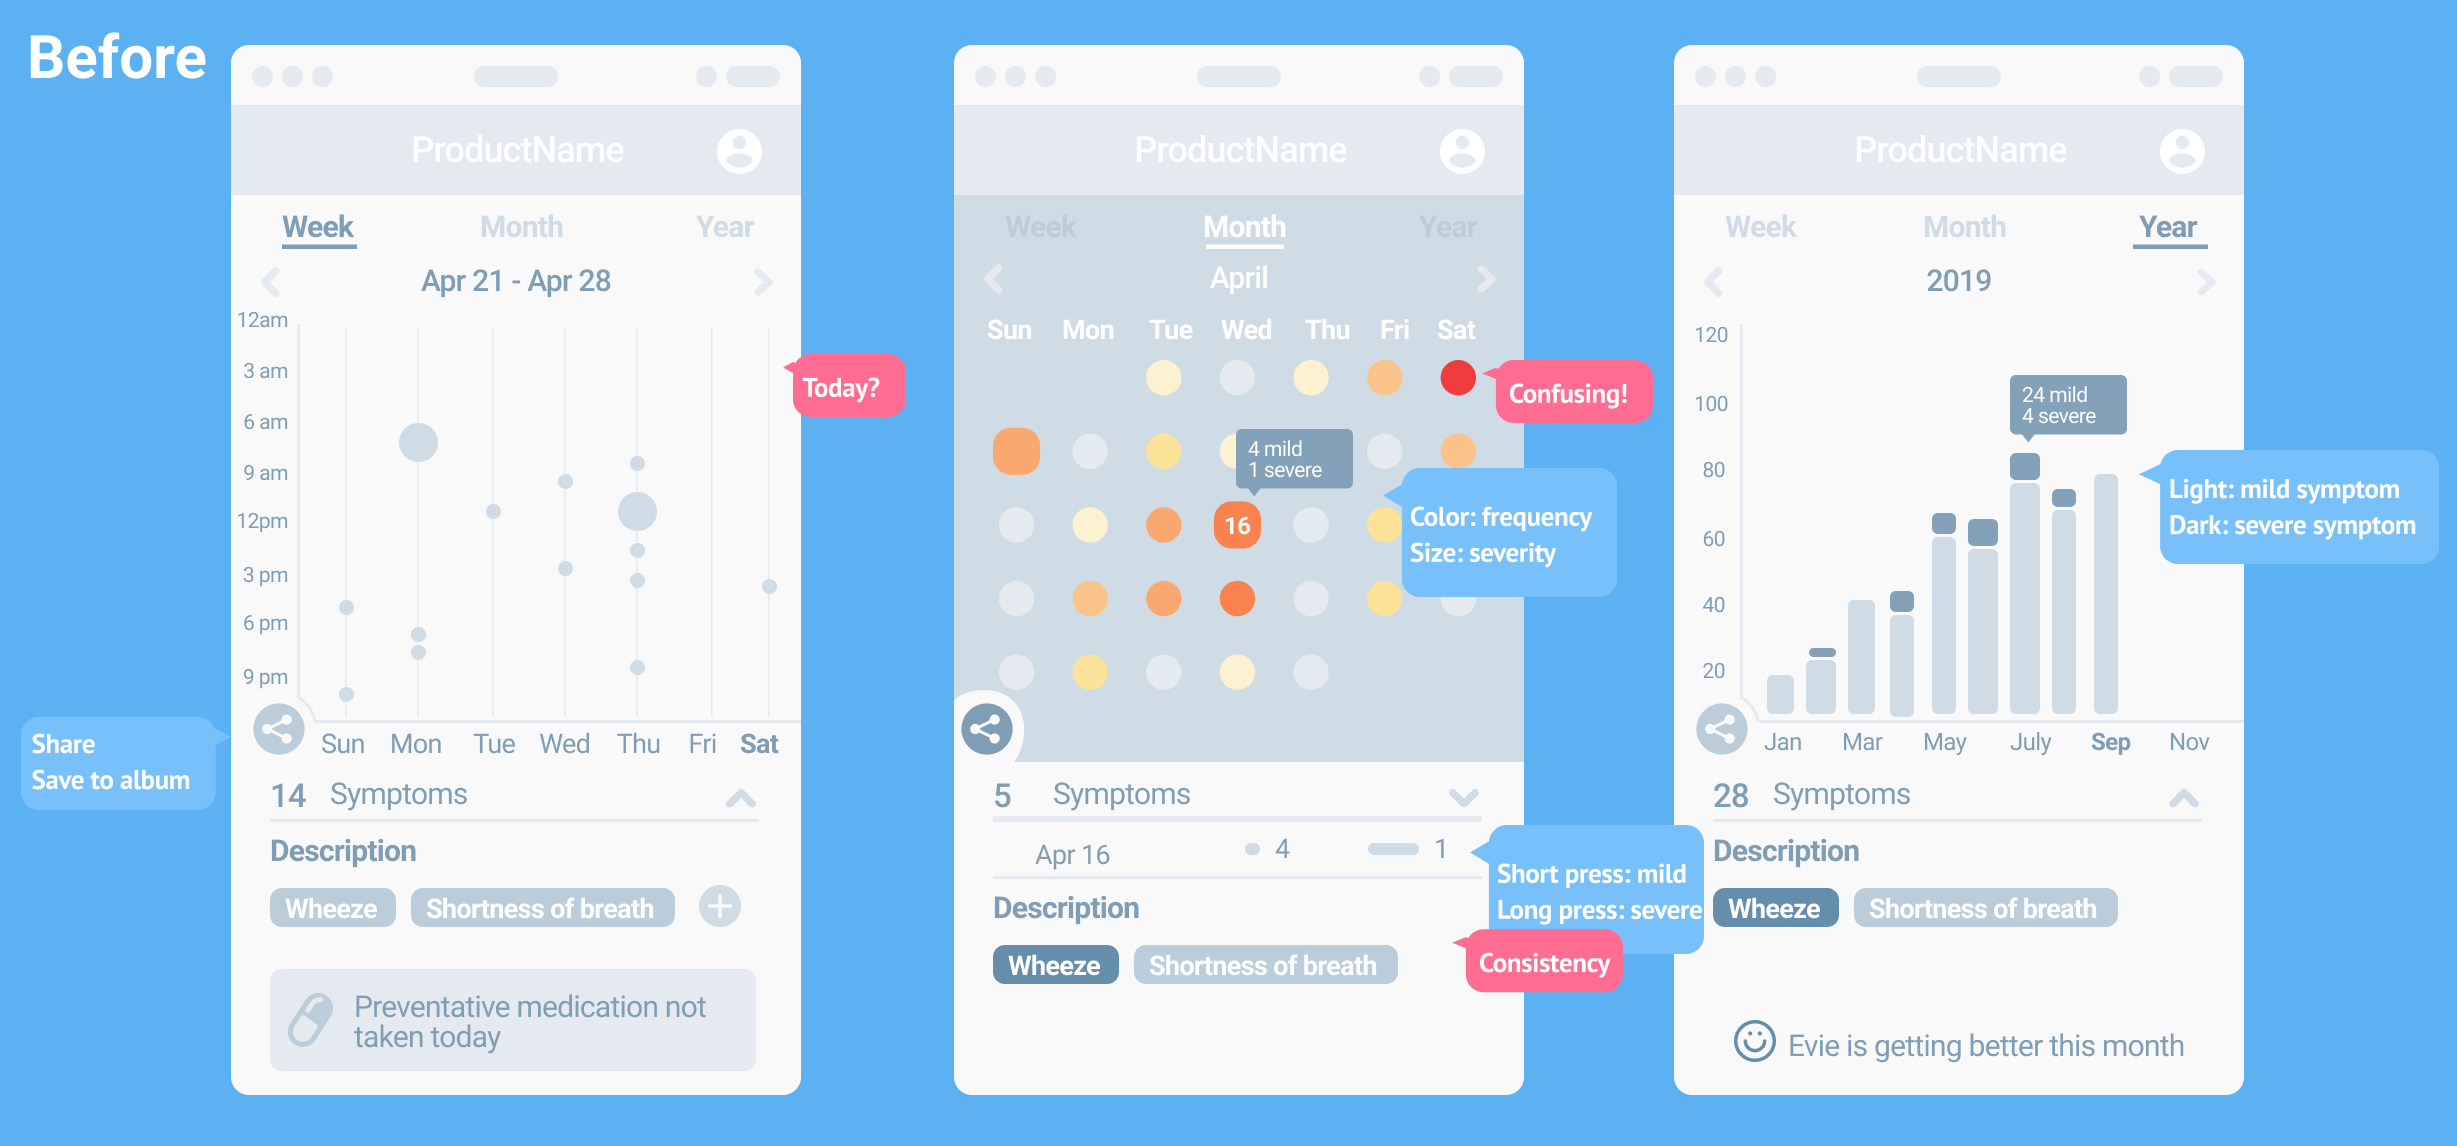 Before
ProductName
Week Month Year
Apr 21 - Apr 28
12am
3 am
6 am
9 am
12pm
3 pm
6 pm
9 pm
Today?
Share
Save to album
Sun Mon Tue Wed Thu Fri Sat
14 Symptoms
Description
Wheeze Shortness of breath
Preventative medication not
taken today
ProductName
Week Month Year
April
Sun Mon Tue Wed Thu Fri Sat
Confusing!
4 mild
1 severe
16
Color: frequency
Size: severity
5 Symptoms
Apr 16 4 1
Short press: mild
Long press: severe
Description
Wheeze Shortness of breath
Consistency
ProductName
Week Month Year
2019
120
100
80
60
40
20
24 mild
4 severe
Light: mild symptom
Dark: severe symptom
Jan Mar May July Sep Nov
28 Symptoms
Description
Wheeze Shortness of breath
Evie is getting better this month